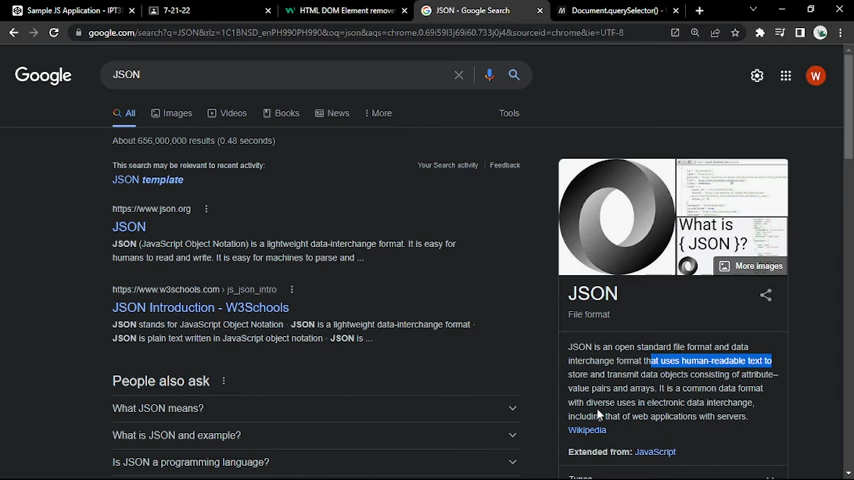 Sample JS Application - IPT3
7-21-22
HTML DOM Element remove
JSON - Google Search
Document.querySelector() -
google.com/search?q=JSON&rlz=1C1BNSD_enPH990PH990&oq=json&aqs=chrome.0.69i59l3j69i60.733j0j4&sourceid=chrome&ie=UTF-8
Google
JSON
W
All
Images
Videos
Books
News
More
Tools
About 656,000,000 results (0.48 seconds)
This search may be relevant to recent activity:
Your Search activity
Feedback
JSON template
https://www.json.org
JSON
JSON (JavaScript Object Notation) is a lightweight data-interchange format. It is easy for
humans to read and write. It is easy for machines to parse and ...
https://www.w3schools.com › js_json_intro
JSON Introduction - W3Schools
JSON stands for JavaScript Object Notation · JSON is a lightweight data-interchange format ·
JSON is plain text written in JavaScript object notation · JSON is ...
People also ask
What JSON means?
What is JSON and example?
Is JSON a programming language?
What is
{ JSON }?
More images
JSON
File format
JSON is an open standard file format and data
interchange format that uses human-readable text to
store and transmit data objects consisting of attribute–
value pairs and arrays. It is a common data format
with diverse uses in electronic data interchange,
including that of web applications with servers.
Wikipedia
Extended from: JavaScript